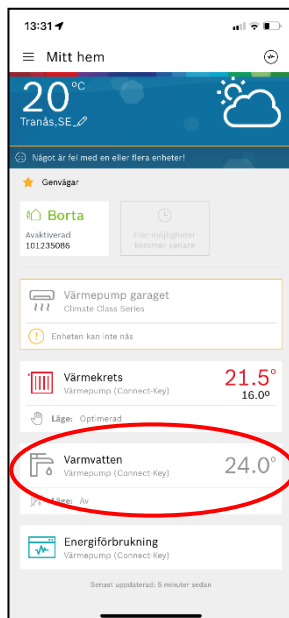 13:31
Mitt hem
20°C
Tranås, SE
Något är fel med en eller flera enheter!
Genvägar
Borta
Avaktiverad
101235086
Fler möjligheter
kommer senare
Värmepump garaget
Climate Class Series
Enheten kan inte nås
Värmekrets
Värmepump (Connect-Key)
21.5°
16.0°
Läge: Optimerad
Varmvatten
Värmepump (Connect-Key)
24.0°
Läge: Av
Energiförbrukning
Värmepump (Connect-Key)
Senast uppdaterad: 5 minuter sedan